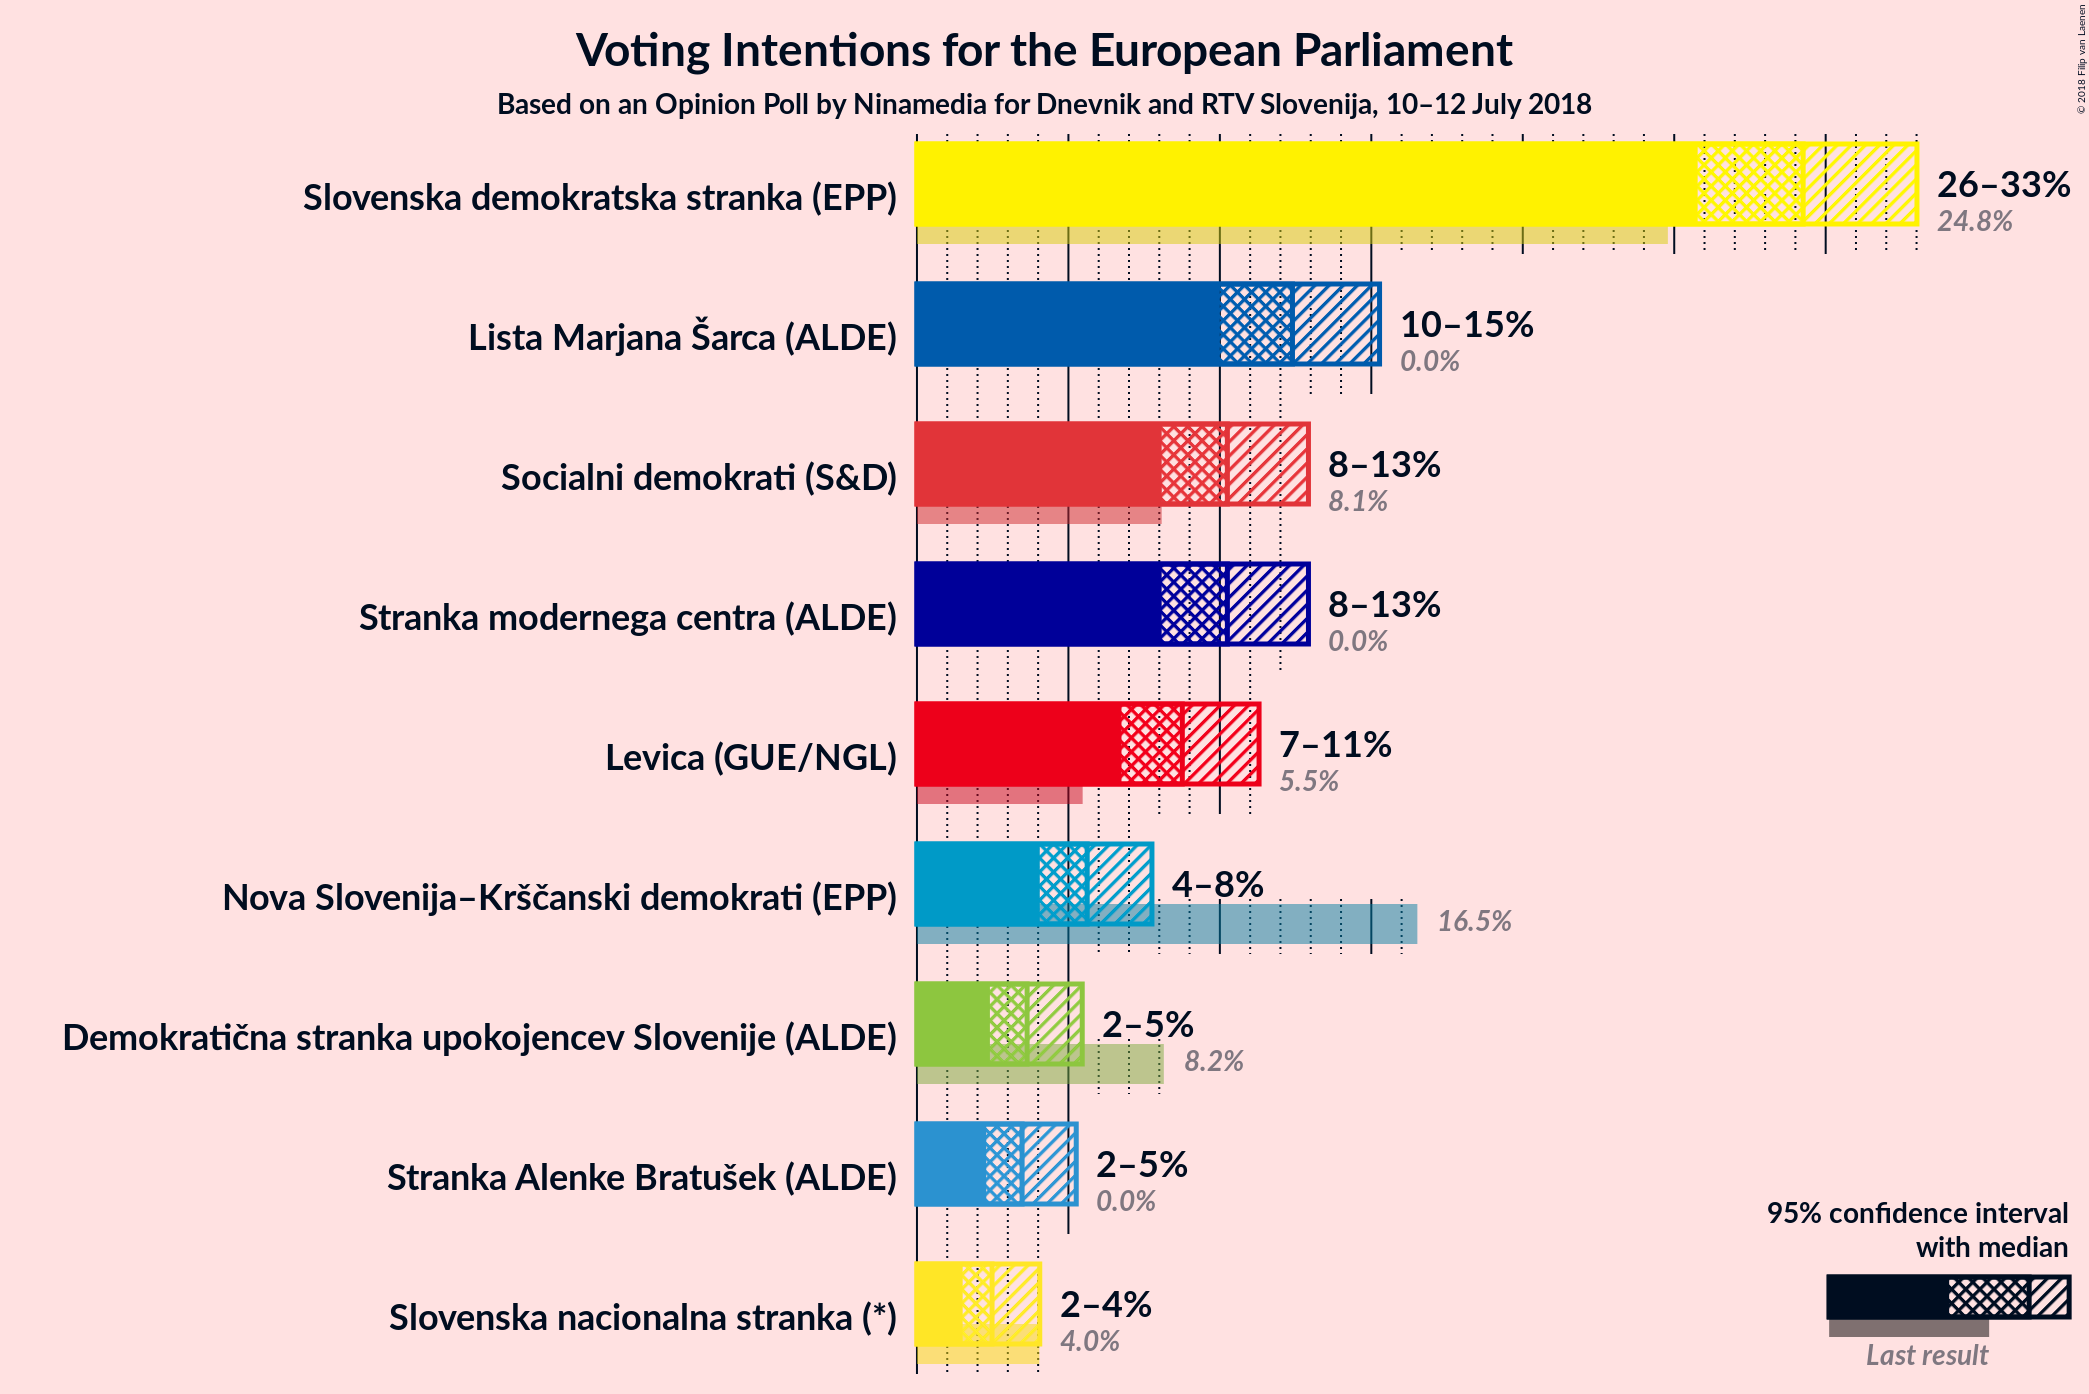 Voting Intentions for the European Parliament
Based on an Opinion Poll by Ninamedia for Dnevnik and RTV Slovenija, 10–12 July 2018
© 2018 Filip van Laenen
Slovenska demokratska stranka (EPP)
26–33%
24.8%
Lista Marjana Šarca (ALDE)
10–15%
0.0%
Socialni demokrati (S&D)
8–13%
8.1%
Stranka modernega centra (ALDE)
8–13%
0.0%
Levica (GUE/NGL)
7–11%
5.5%
Nova Slovenija–Krščanski demokrati (EPP)
4–8%
16.5%
Demokratična stranka upokojencev Slovenije (ALDE)
2–5%
8.2%
Stranka Alenke Bratušek (ALDE)
2–5%
0.0%
Slovenska nacionalna stranka (*)
2–4%
4.0%
95% confidence interval
with median
Last result